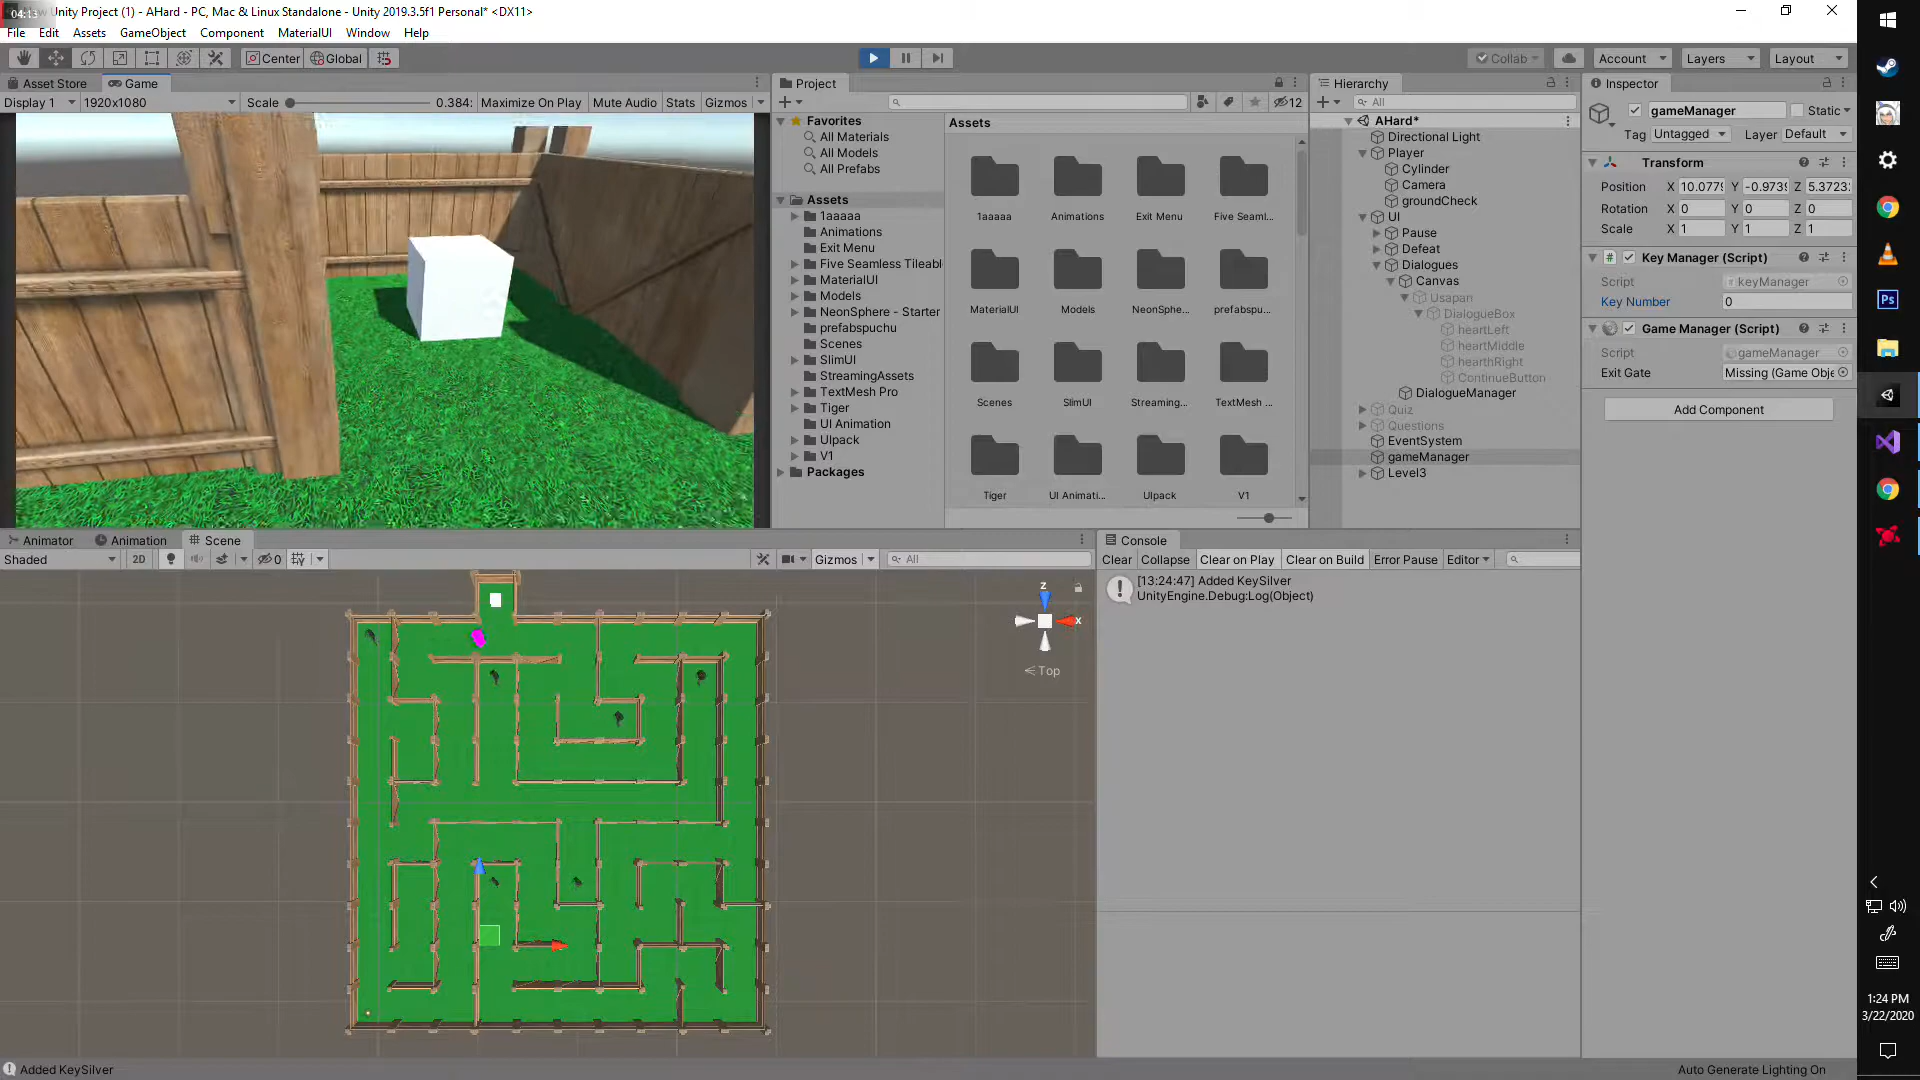 04:13
Unity Project (1) - AHard - PC, Mac & Linux Standalone - Unity 2019.3.5f1 Personal* <DX11>
File Edit Assets GameObject Component MaterialUI Window Help
Center Global Collab Account Layers Layout
Asset Store Game
Display 1 1920x1080 Scale 0.384: Maximize On Play Mute Audio Stats Gizmos
Project
12
Favorites
All Materials
All Models
All Prefabs
Assets
1aaaaa
Animations
Exit Menu
Five Seamless Tileabl
MaterialUI
Models
NeonSphere - Starter
prefabspuchu
Scenes
SlimUI
StreamingAssets
TextMesh Pro
Tiger
UI Animation
UIpack
V1
Packages
Assets
1aaaaa Animations Exit Menu Five Seaml...
MaterialUI Models NeonSphe... prefabspu...
Scenes SlimUI Streaming... TextMesh ...
Tiger UI Animati... UIpack V1
Hierarchy
All
AHard*
Directional Light
Player
Cylinder
Camera
groundCheck
UI
Pause
Defeat
Dialogues
Canvas
Usapan
DialogueBox
heartLeft
heartMiddle
hearthRight
ContinueButton
DialogueManager
Quiz
Questions
EventSystem
gameManager
Level3
Inspector
gameManager Static
Tag Untagged Layer Default
Transform
Position X 10.077 Y -0.973 Z 5.3723
Rotation X 0 Y 0 Z 0
Scale X 1 Y 1 Z 1
Key Manager (Script)
Script keyManager
Key Number 0
Game Manager (Script)
Script gameManager
Exit Gate Missing (Game Obje
Add Component
Animator Animation Scene
Shaded 2D 0 Gizmos All
z
x
Top
Console
Clear Collapse Clear on Play Clear on Build Error Pause Editor
[13:24:47] Added KeySilver
UnityEngine.Debug:Log(Object)
Ps
1:24 PM
3/22/2020
Added KeySilver
Auto Generate Lighting On